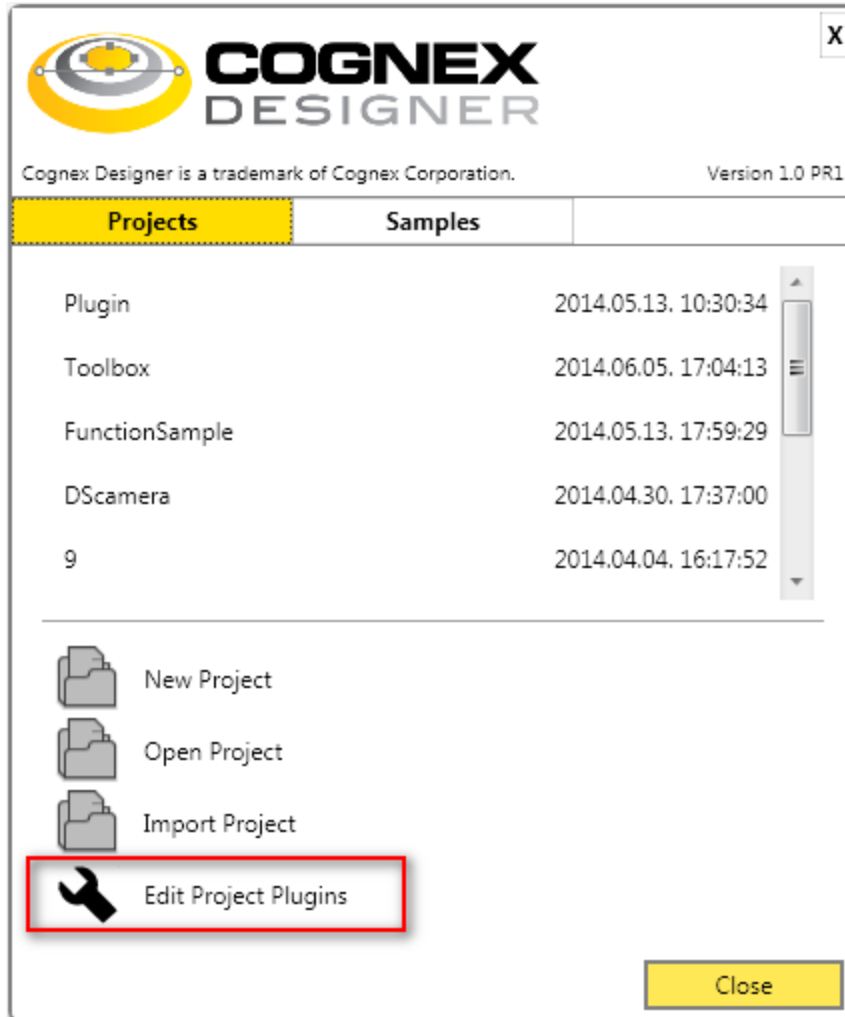 X
COGNEX
DESIGNER
Cognex Designer is a trademark of Cognex Corporation. Version 1.0 PR1
Projects Samples
Plugin 2014.05.13. 10:30:34
Toolbox 2014.06.05. 17:04:13
FunctionSample 2014.05.13. 17:59:29
DScamera 2014.04.30. 17:37:00
9 2014.04.04. 16:17:52
New Project
Open Project
Import Project
Edit Project Plugins
Close